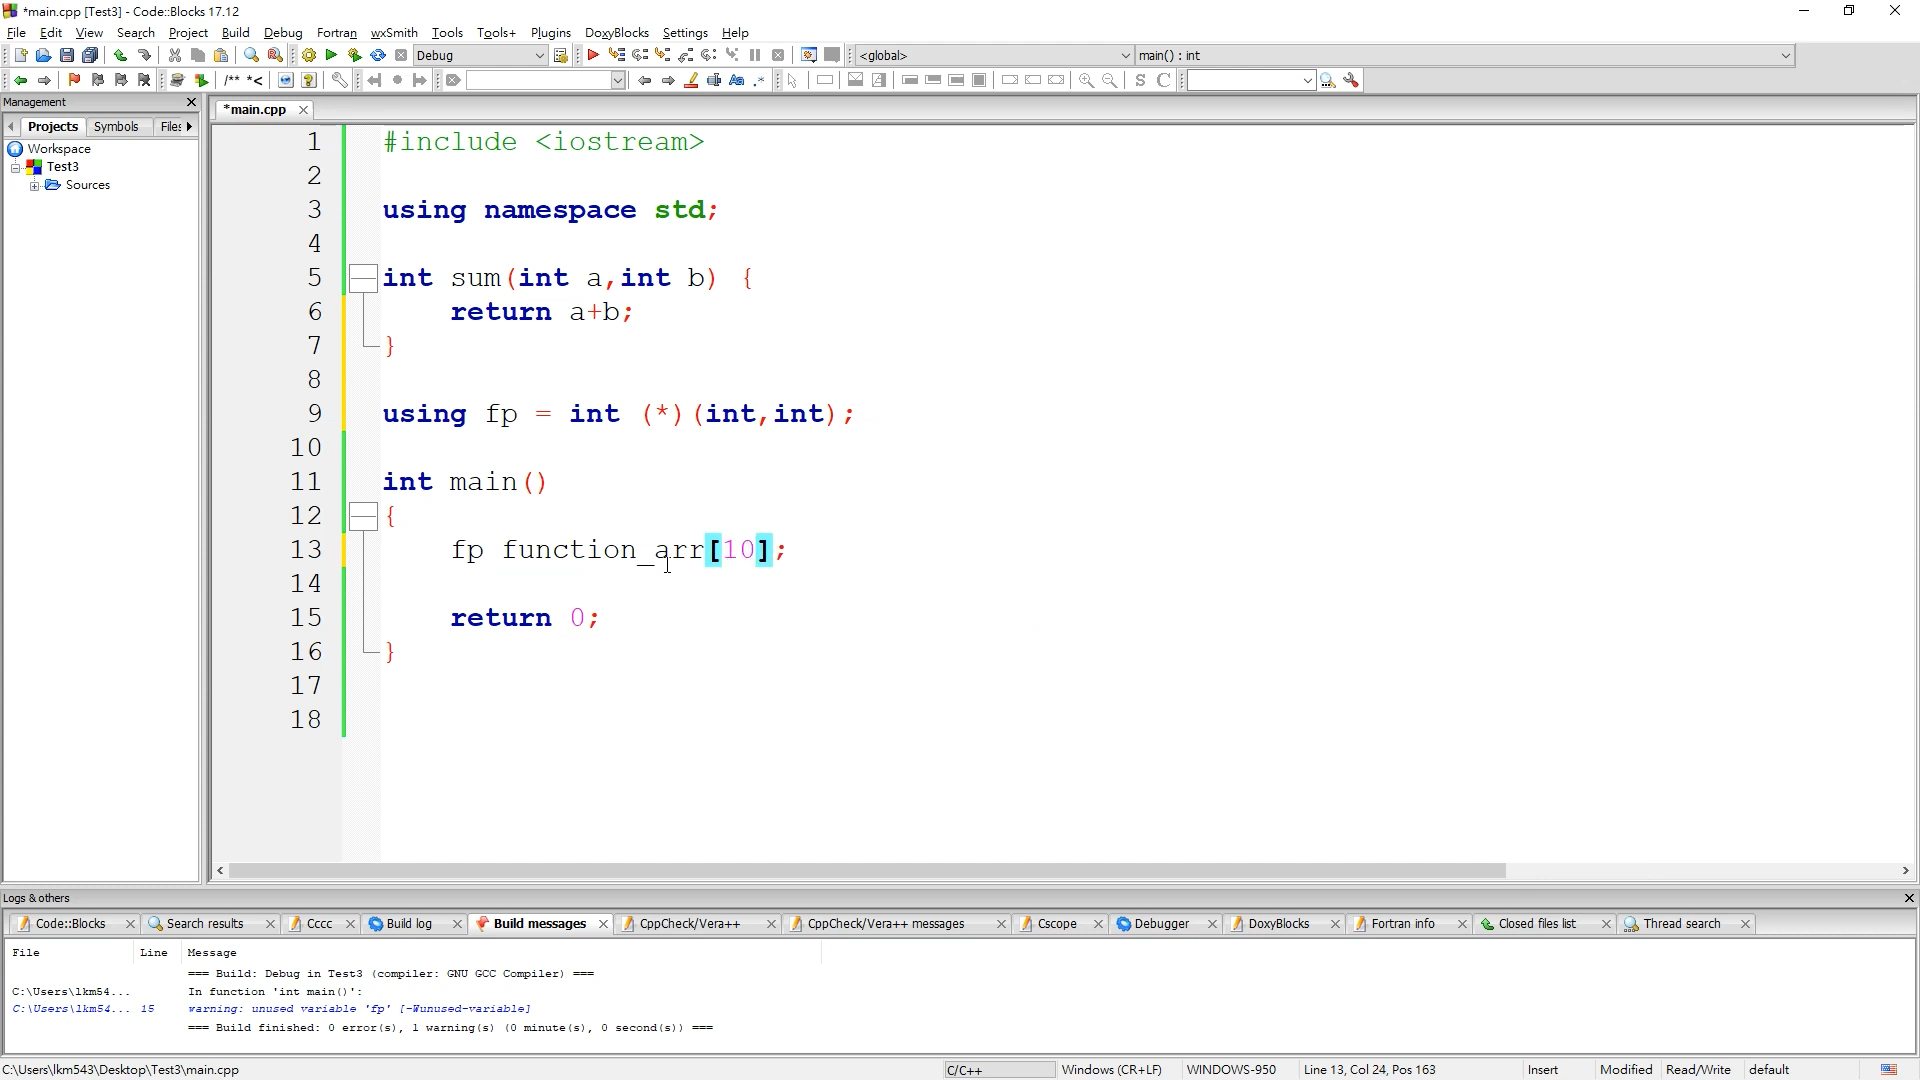 *main.cpp [Test3] - Code::Blocks 17.12
File Edit View Search Project Build Debug Fortran wxSmith Tools Tools+ Plugins DoxyBlocks Settings Help
Debug <global> main() : int
/** *<
Aa .* S C
Management
Projects Symbols Files
*main.cpp
Workspace
Test3
Sources
1 #include <iostream>
2
3 using namespace std;
4
5 int sum(int a,int b) {
6 return a+b;
7 }
8
9 using fp = int (*)(int,int);
10
11 int main()
12 {
13 fp function_arr[10];
14
15 return 0;
16 }
17
18
Logs & others
Code::Blocks Search results Cccc Build log Build messages CppCheck/Vera++ CppCheck/Vera++ messages Cscope Debugger DoxyBlocks Fortran info Closed files list Thread search
File Line Message
=== Build: Debug in Test3 (compiler: GNU GCC Compiler) ===
C:\Users\lkm54... In function 'int main()':
C:\Users\lkm54... 15 warning: unused variable 'fp' [-Wunused-variable]
=== Build finished: 0 error(s), 1 warning(s) (0 minute(s), 0 second(s)) ===
C:\Users\lkm543\Desktop\Test3\main.cpp C/C++ Windows (CR+LF) WINDOWS-950 Line 13, Col 24, Pos 163 Insert Modified Read/Write default